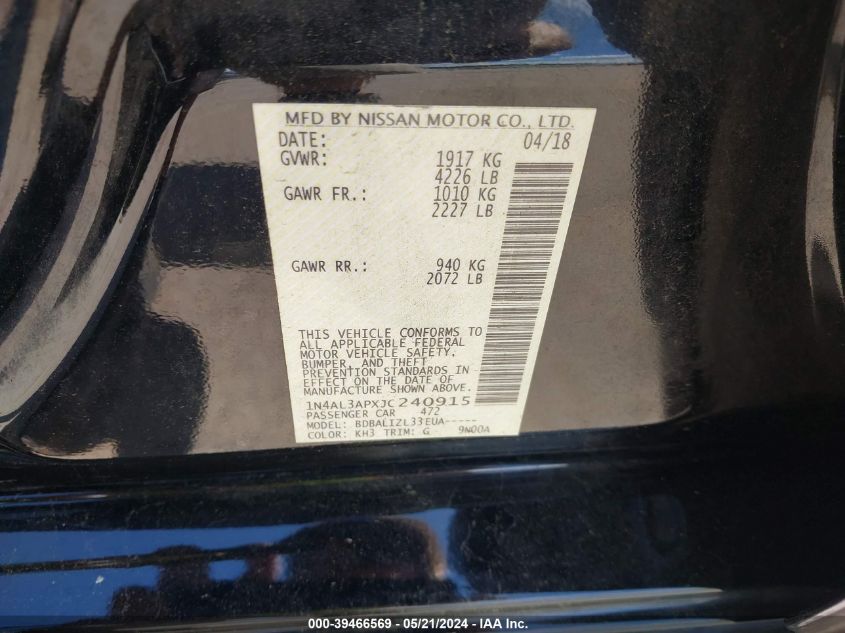 MFD BY NISSAN MOTOR CO., LTD.
DATE: 04/18
GVWR: 1917 KG
4226 LB
GAWR FR.: 1010 KG
2227 LB
GAWR RR.: 940 KG
2072 LB
THIS VEHICLE CONFORMS TO
ALL APPLICABLE FEDERAL
MOTOR VEHICLE SAFETY,
BUMPER, AND THEFT
PREVENTION STANDARDS IN
EFFECT ON THE DATE OF
MANUFACTURE SHOWN ABOVE.
1N4AL3APXJC240915
PASSENGER CAR 472
MODEL: BDBALIZL33EUA-----
COLOR: KH3 TRIM: G 9N00A
000-39466569 - 05/21/2024 - IAA Inc.